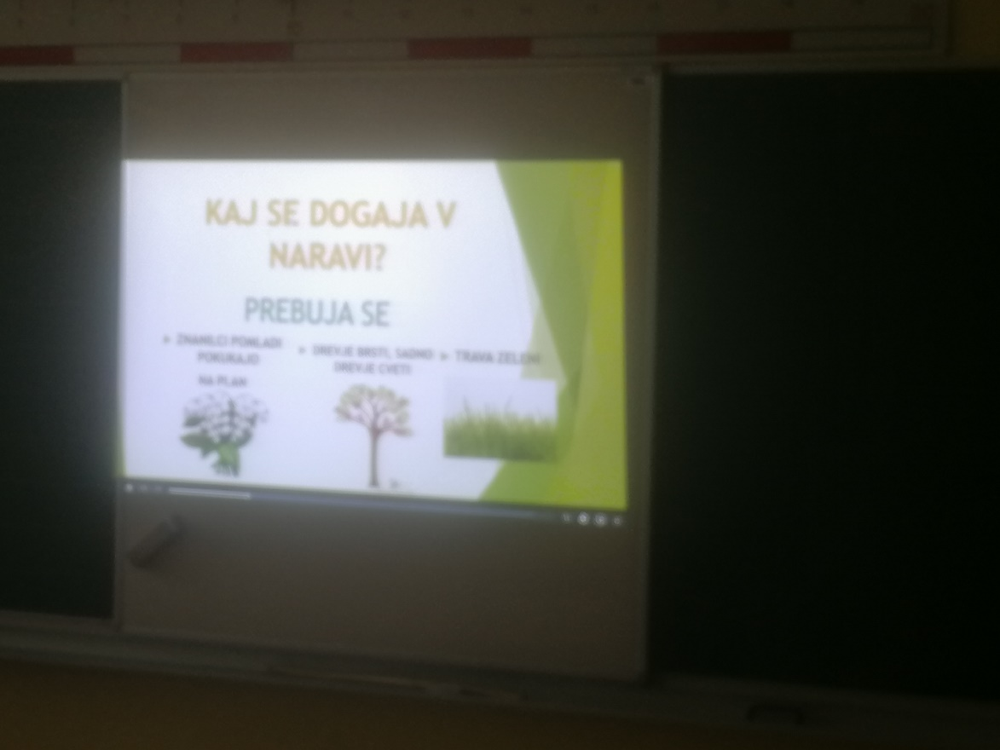 KAJ SE DOGAJA V
NARAVI?
PREBUJA SE
ZNANILCI POMLADI
POKUKAJO
NA PLAN
DREVJE BRSTI, SADNO
DREVJE CVETI
TRAVA ZELENI